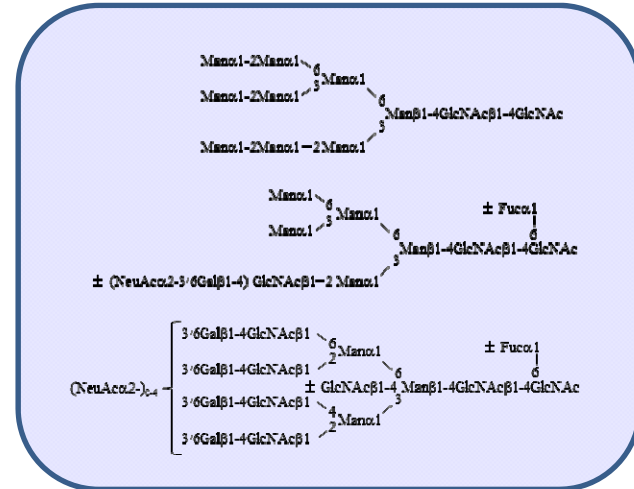 Manα1-2Manα1
6
Manα1
Manα1-2Manα1
3
6
Manβ1-4GlcNAcβ1-4GlcNAc
3
Manα1-2Manα1-2Manα1
Manα1
6
Manα1
± Fucα1
Manα1
3
6
6
Manβ1-4GlcNAcβ1-4GlcNAc
3
± (NeuAcα2-3/6Galβ1-4) GlcNAcβ1-2 Manα1
3/6Galβ1-4GlcNAcβ1
6
Manα1
± Fucα1
3/6Galβ1-4GlcNAcβ1
2
6
6
(NeuAcα2-)0-4
± GlcNAcβ1-4 Manβ1-4GlcNAcβ1-4GlcNAc
3/6Galβ1-4GlcNAcβ1
4
3
Manα1
3/6Galβ1-4GlcNAcβ1
2